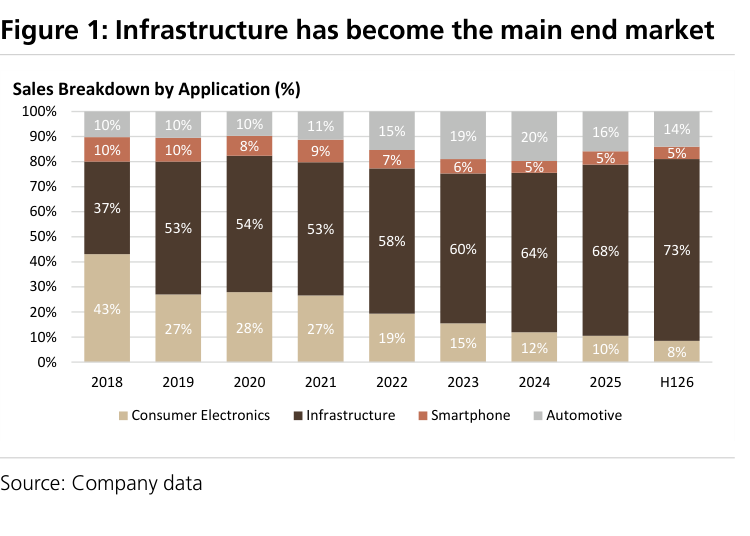 Figure 1: Infrastructure has become the main end market
Sales Breakdown by Application (%)
100%
90%
80%
70%
60%
50%
40%
30%
20%
10%
0%
10% 10% 10% 11% 15% 19% 20% 16% 14%
10% 10% 8% 9% 7% 6% 5% 5% 5%
37% 53% 54% 53% 58% 60% 64% 68% 73%
43% 27% 28% 27% 19% 15% 12% 10% 8%
2018 2019 2020 2021 2022 2023 2024 2025 H126
Consumer Electronics Infrastructure Smartphone Automotive
Source: Company data